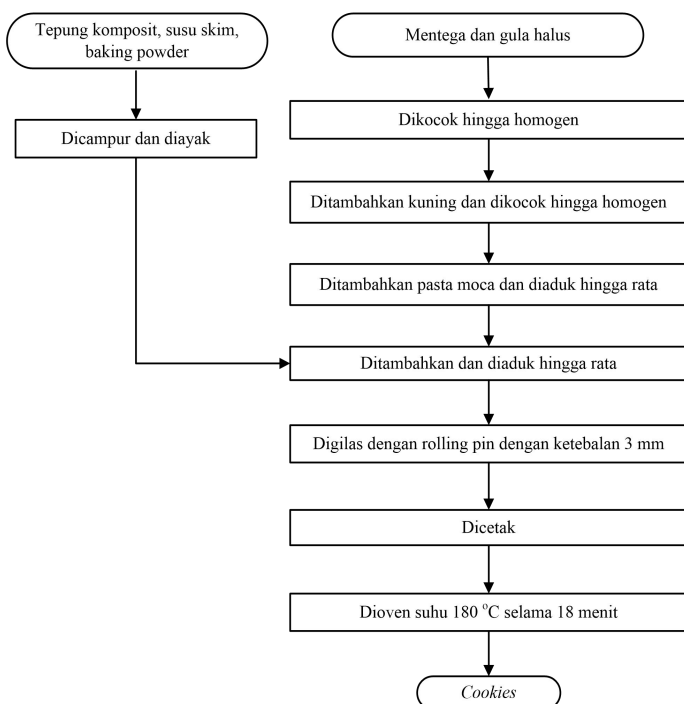 Tepung komposit, susu skim,
baking powder
Dicampur dan diayak
Mentega dan gula halus
Dikocok hingga homogen
Ditambahkan kuning dan dikocok hingga homogen
Ditambahkan pasta moca dan diaduk hingga rata
Ditambahkan dan diaduk hingga rata
Digilas dengan rolling pin dengan ketebalan 3 mm
Dicetak
Dioven suhu 180 °C selama 18 menit
Cookies